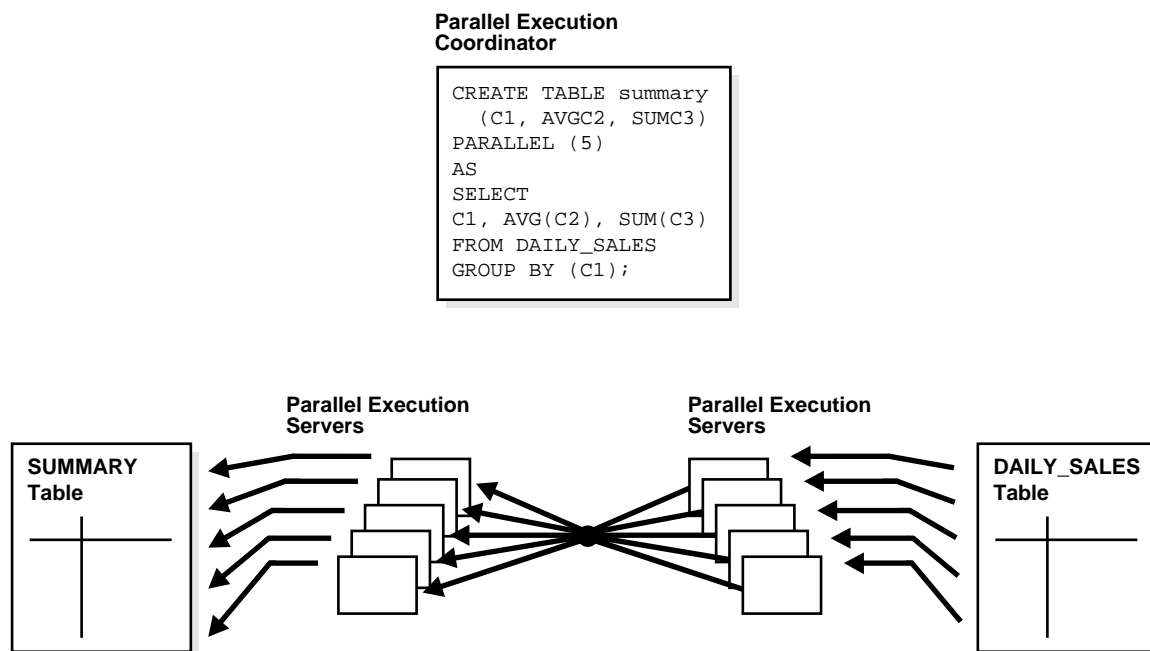 Parallel Execution
Coordinator
CREATE TABLE summary
(C1, AVGC2, SUMC3)
PARALLEL (5)
AS
SELECT
C1, AVG(C2), SUM(C3)
FROM DAILY_SALES
GROUP BY (C1);
Parallel Execution
Servers
Parallel Execution
Servers
SUMMARY
Table
DAILY_SALES
Table